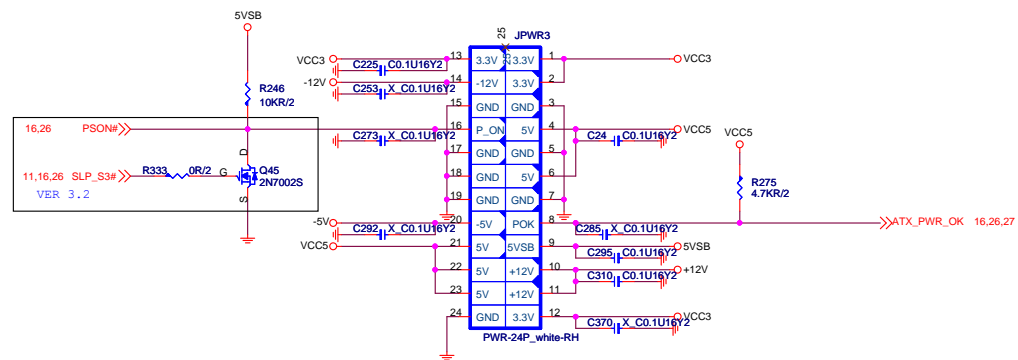 5VSB
R246
10KR/2
16,26 PSON#
D
Q45
2N7002S
G
S
11,16,26 SLP_S3#
R333 0R/2
VER 3.2
JPWR3
25
VCC3
C225 C0.1U16Y2
-12V
C253 X_C0.1U16Y2
C273 X_C0.1U16Y2
-5V
C292 X_C0.1U16Y2
VCC5
13 3.3V 3.3V 1
14 -12V 3.3V 2
15 GND GND 3
16 P_ON 5V 4
17 GND GND 5
18 GND 5V 6
19 GND GND 7
20 -5V POK 8
21 5V 5VSB 9
22 5V +12V 10
23 5V +12V 11
24 GND 3.3V 12
PWR-24P_white-RH
VCC3
VCC5
C24 C0.1U16Y2
VCC5
R275
4.7KR/2
ATX_PWR_OK 16,26,27
C285 X_C0.1U16Y2
5VSB
C295 C0.1U16Y2
+12V
C310 C0.1U16Y2
VCC3
C370 X_C0.1U16Y2